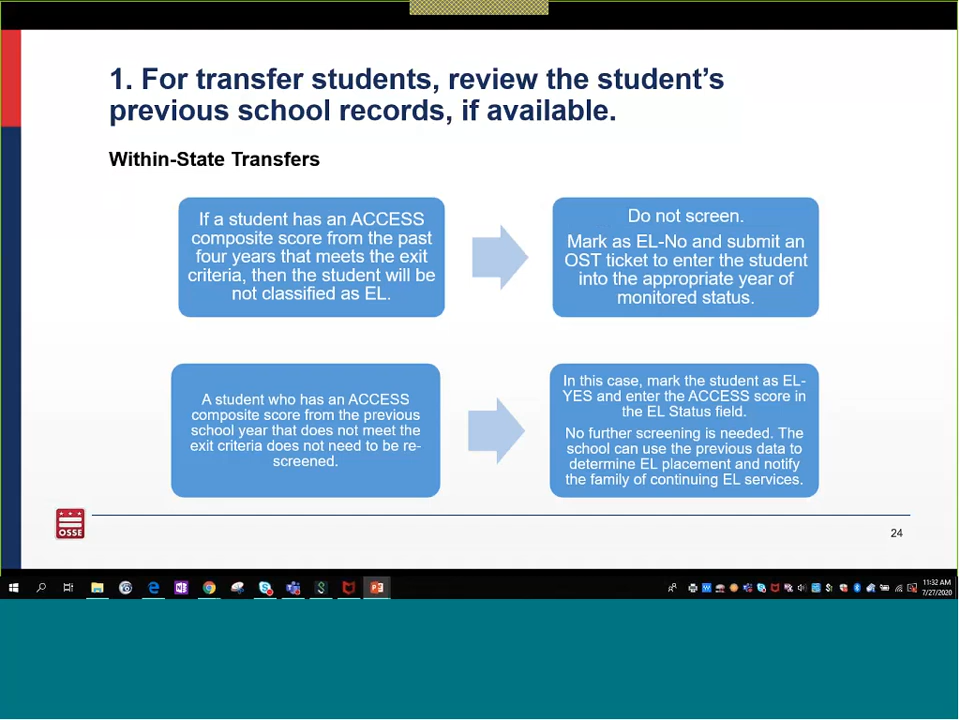 1. For transfer students, review the student’s
previous school records, if available.
Within-State Transfers
If a student has an ACCESS
composite score from the past
four years that meets the exit
criteria, then the student will be
not classified as EL.
Do not screen.
Mark as EL-No and submit an
OST ticket to enter the student
into the appropriate year of
monitored status.
A student who has an ACCESS
composite score from the previous
school year that does not meet the
exit criteria does not need to be re-
screened.
In this case, mark the student as EL-
YES and enter the ACCESS score in
the EL Status field.
No further screening is needed. The
school can use the previous data to
determine EL placement and notify
the family of continuing EL services.
OSSE
24
11:32 AM
7/27/2020